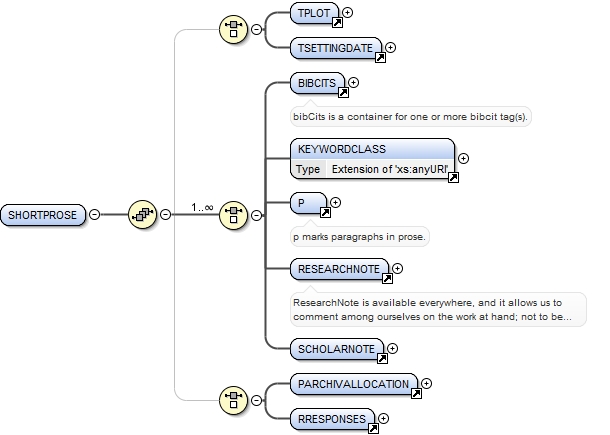 TPLOT
TSETTINGDATE
BIBCITS
bibCits is a container for one or more bibcit tag(s).
KEYWORDCLASS
Type Extension of 'xs:anyURI'
SHORTPROSE
1..∞
P
p marks paragraphs in prose.
RESEARCHNOTE
ResearchNote is available everywhere, and it allows us to
comment among ourselves on the work at hand; not to be...
SCHOLARNOTE
PARCHIVALLOCATION
RRESPONSES